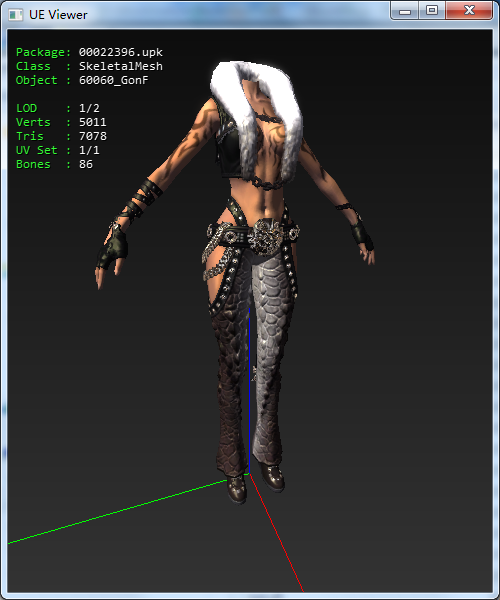 UE Viewer
Package: 00022396.upk
Class : SkeletalMesh
Object : 60060_GonF
LOD : 1/2
Verts : 5011
Tris : 7078
UV Set : 1/1
Bones : 86